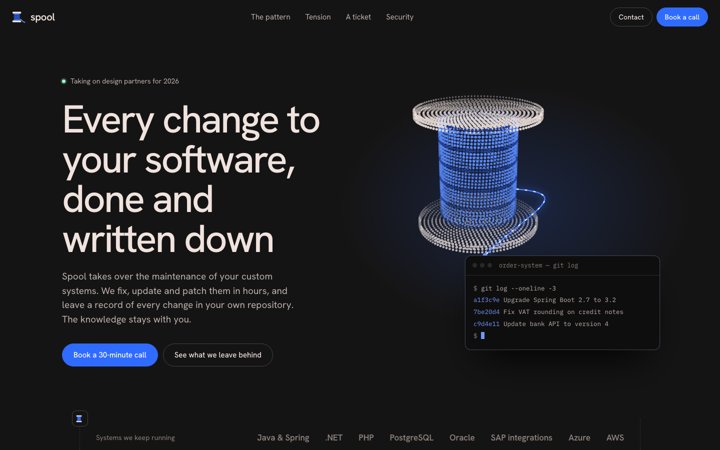 spool
The pattern
Tension
A ticket
Security
Contact
Book a call
Taking on design partners for 2026
Every change to
your software,
done and
written down
Spool takes over the maintenance of your custom
systems. We fix, update and patch them in hours, and
leave a record of every change in your own repository.
The knowledge stays with you.
Book a 30-minute call
See what we leave behind
order-system — git log
$ git log --oneline -3
a1f3c9e Upgrade Spring Boot 2.7 to 3.2
7be20d4 Fix VAT rounding on credit notes
c9d4e11 Update bank API to version 4
$
Systems we keep running
Java & Spring
.NET
PHP
PostgreSQL
Oracle
SAP integrations
Azure
AWS